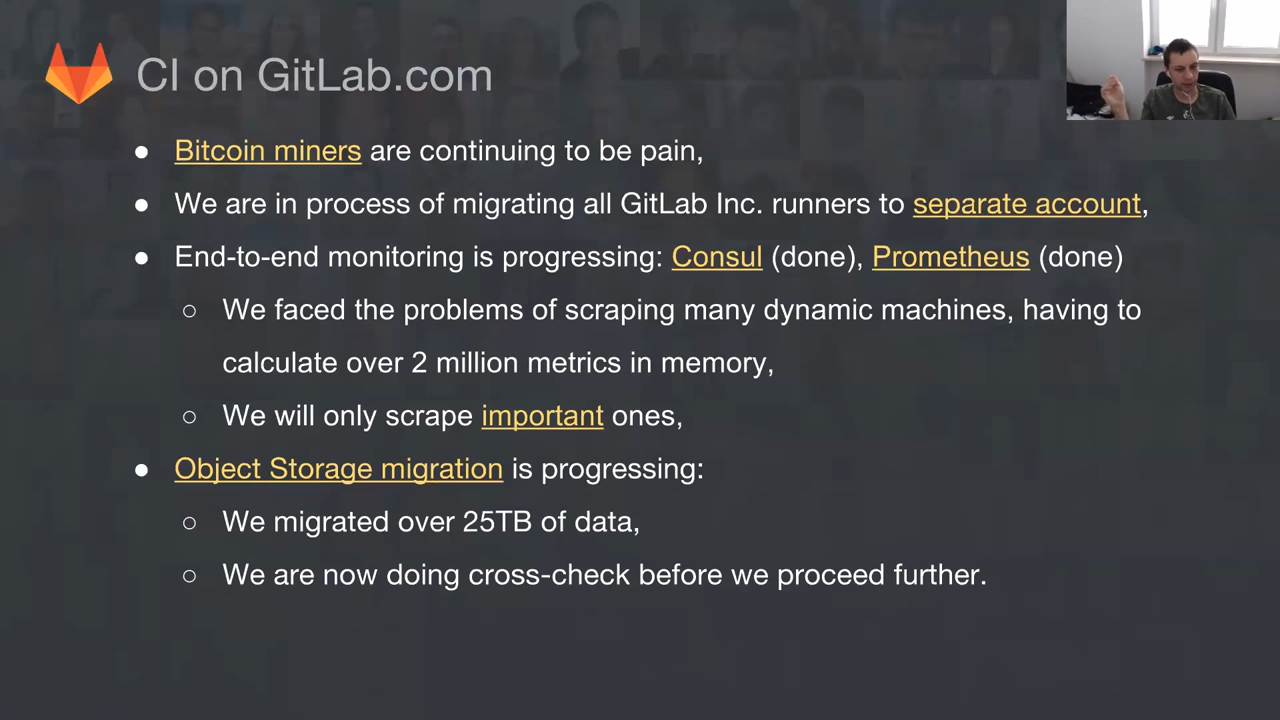 CI on GitLab.com
● Bitcoin miners are continuing to be pain,
● We are in process of migrating all GitLab Inc. runners to separate account,
● End-to-end monitoring is progressing: Consul (done), Prometheus (done)
○ We faced the problems of scraping many dynamic machines, having to
calculate over 2 million metrics in memory,
○ We will only scrape important ones,
● Object Storage migration is progressing:
○ We migrated over 25TB of data,
○ We are now doing cross-check before we proceed further.